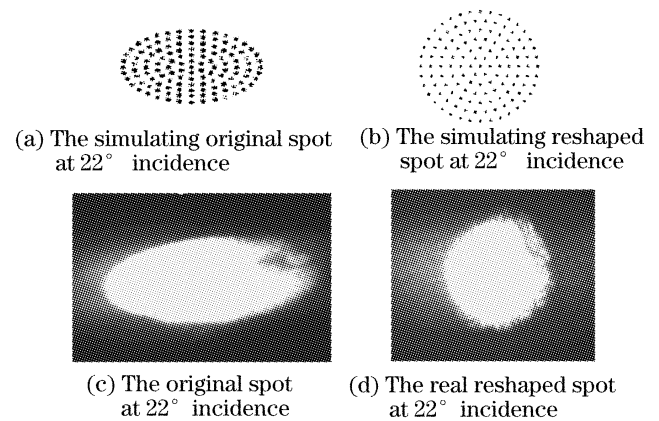 (a) The simulating original spot
at 22° incidence
(b) The simulating reshaped
spot at 22° incidence
(c) The original spot
at 22° incidence
(d) The real reshaped spot
at 22° incidence